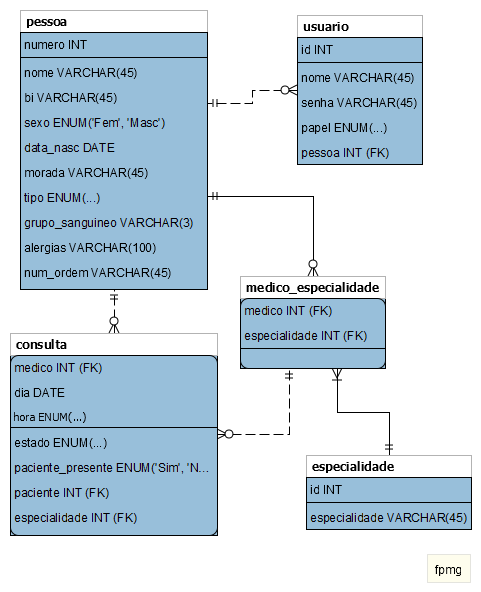 pessoa
numero INT
nome VARCHAR(45)
bi VARCHAR(45)
sexo ENUM('Fem', 'Masc')
data_nasc DATE
morada VARCHAR(45)
tipo ENUM(...)
grupo_sanguineo VARCHAR(3)
alergias VARCHAR(100)
num_ordem VARCHAR(45)
usuario
id INT
nome VARCHAR(45)
senha VARCHAR(45)
papel ENUM(...)
pessoa INT (FK)
medico_especialidade
medico INT (FK)
especialidade INT (FK)
consulta
medico INT (FK)
dia DATE
hora ENUM(...)
estado ENUM(...)
paciente_presente ENUM('Sim', 'N...
paciente INT (FK)
especialidade INT (FK)
especialidade
id INT
especialidade VARCHAR(45)
fpmg